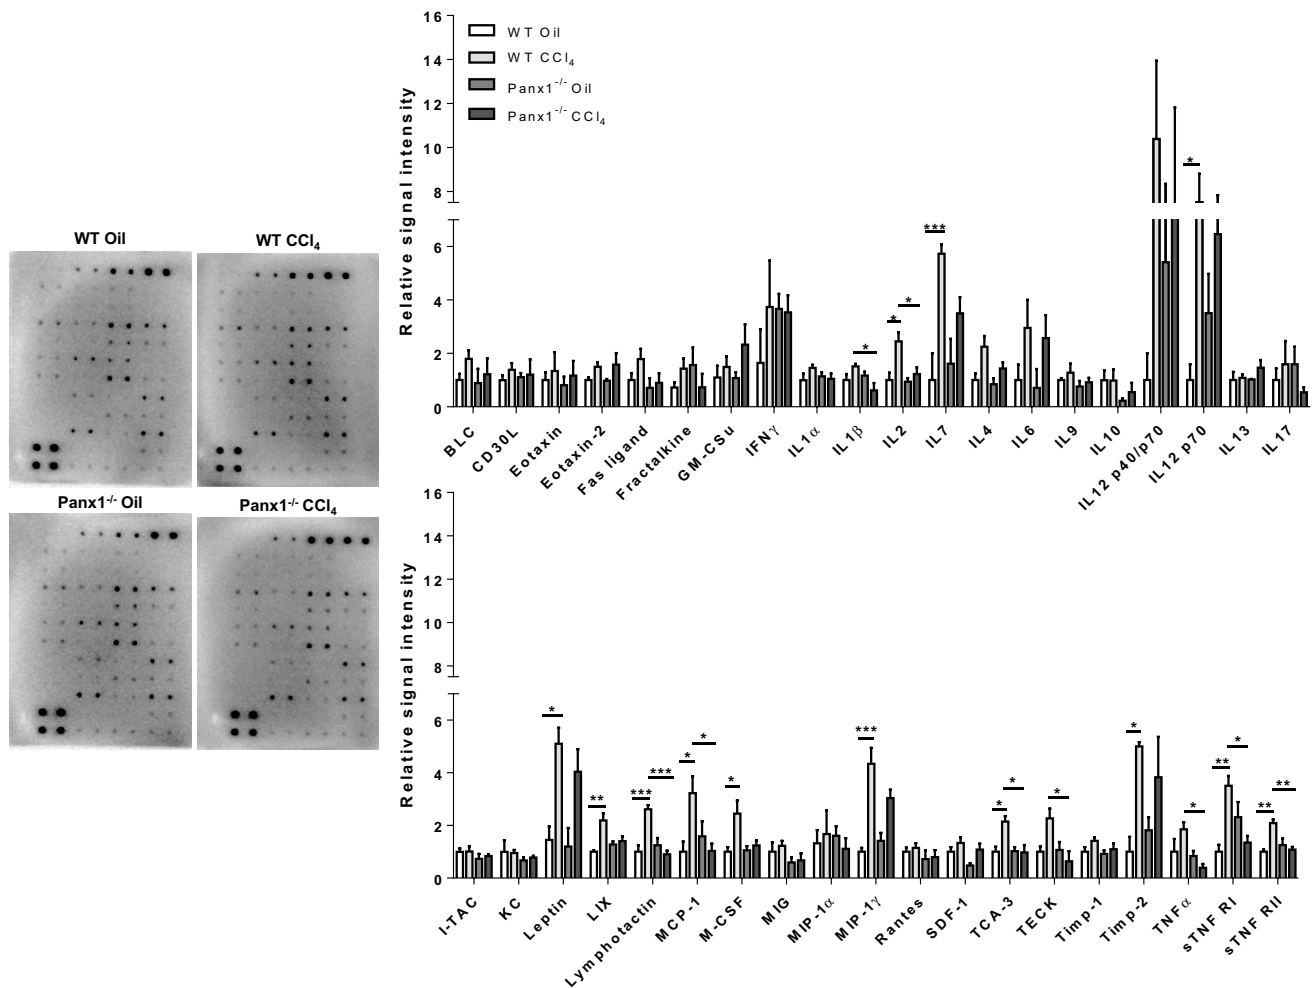 WT Oil
WT CCl4
Panx1-/- Oil
Panx1-/- CCl4
Relative signal intensity
16
14
12
10
8
6
4
2
0
WT Oil
WT CCl4
Panx1-/- Oil
Panx1-/- CCl4
*
*
*
***
*
BLC
CD30L
Eotaxin
Eotaxin-2
Fas ligand
Fractalkine
GM-CSu
IFNγ
IL1α
IL1β
IL2
IL7
IL4
IL6
IL9
IL10
IL12 p40/p70
IL12 p70
IL13
IL17
Relative signal intensity
16
14
12
10
8
6
4
2
0
*
**
***
***
*
*
*
***
*
*
*
*
*
**
*
**
**
I-TAC
KC
Leptin
LIX
Lymphotactin
MCP-1
M-CSF
MIG
MIP-1α
MIP-1γ
Rantes
SDF-1
TCA-3
TECK
Timp-1
Timp-2
TNFα
sTNF RI
sTNF RII